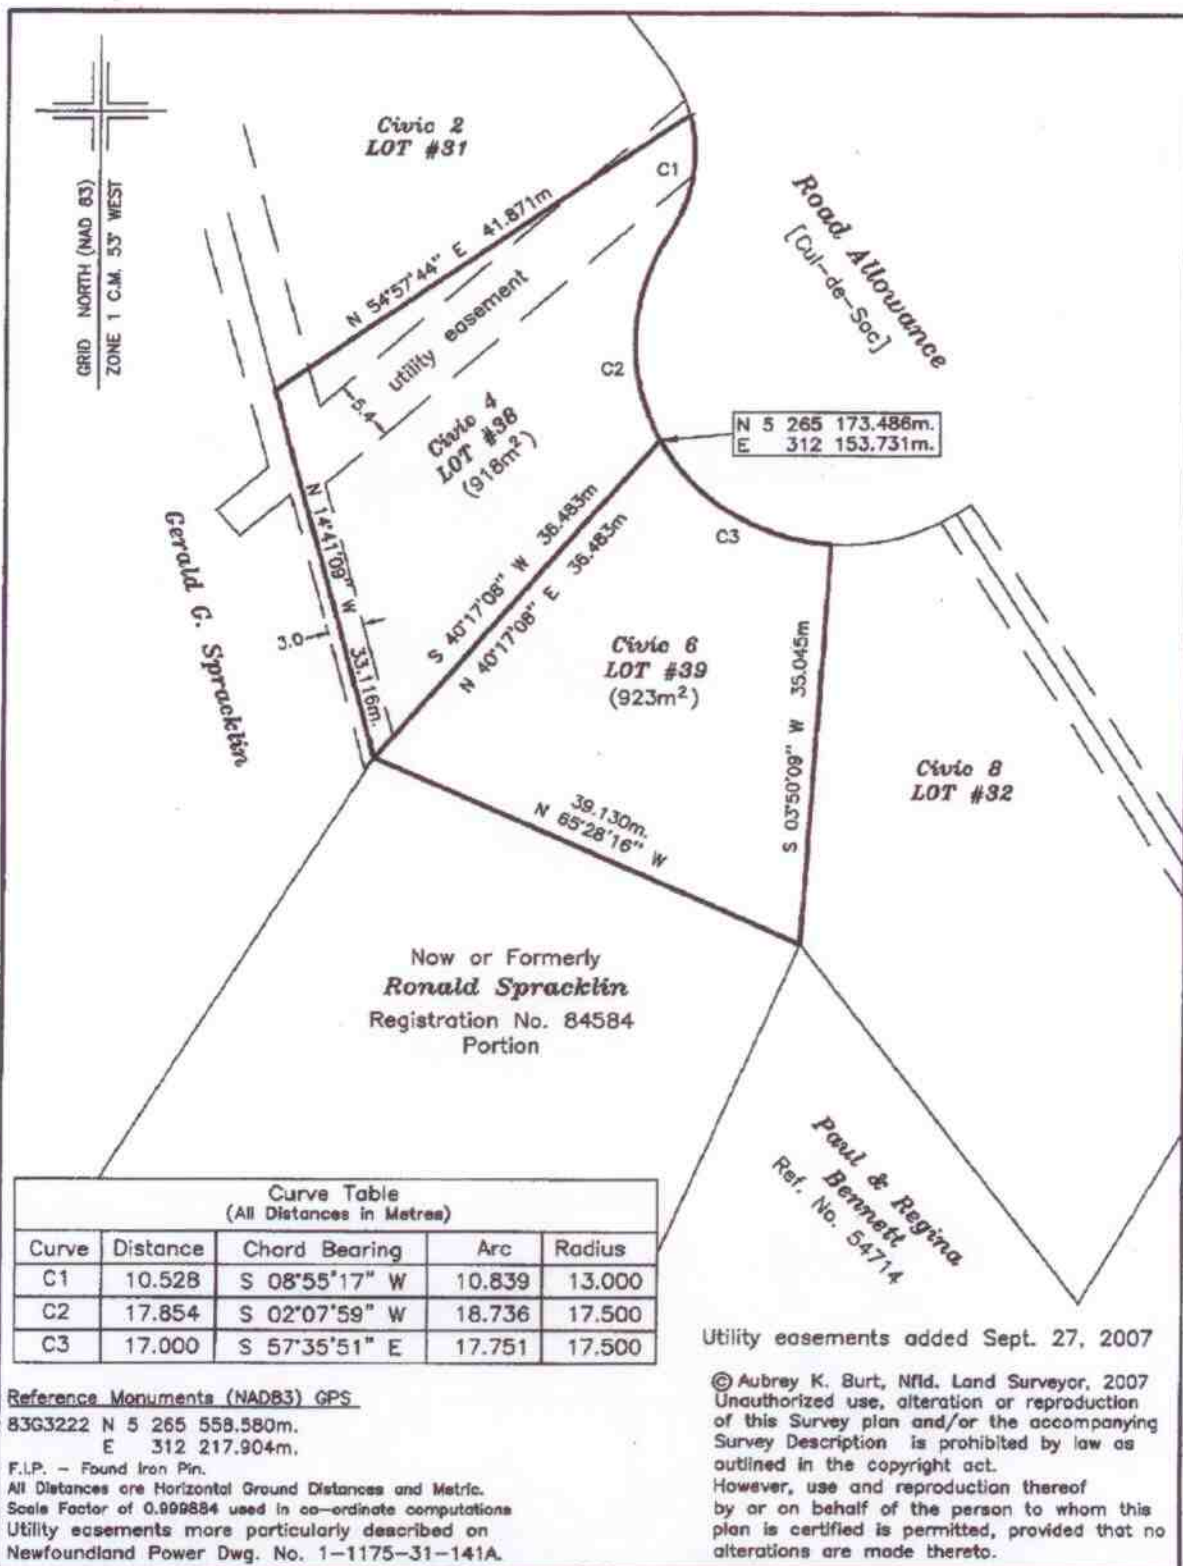 Civic 2
LOT #31
GRID NORTH (NAD 83)
ZONE 1 C.M. 53° WEST
C1
Road Allowance
[Cul-de-Sac]
N 54°57'44" E 41.871m
utility easement
5.4
C2
Civic 4
LOT #38
(918m²)
N 5 265 173.486m.
E 312 153.731m.
N 14°41'09" W 33.116m.
3.0
Gerald G. Spracklin
S 40°17'08" W 36.483m
N 40°17'08" E 36.483m
C3
Civic 6
LOT #39
(923m²)
S 03°50'09" W 35.045m
Civic 8
LOT #32
39.130m.
N 65°28'16" W
Now or Formerly
Ronald Spracklin
Registration No. 84584
Portion
Paul & Regina
Bennett
Ref. No. 54714
Curve Table
(All Distances in Metres)
Curve Distance Chord Bearing Arc Radius
C1 10.528 S 08°55'17" W 10.839 13.000
C2 17.854 S 02°07'59" W 18.736 17.500
C3 17.000 S 57°35'51" E 17.751 17.500
Utility easements added Sept. 27, 2007
Reference Monuments (NAD83) GPS
83G3222 N 5 265 558.580m.
E 312 217.904m.
F.I.P. - Found Iron Pin.
All Distances are Horizontal Ground Distances and Metric.
Scale Factor of 0.999884 used in co-ordinate computations
Utility easements more particularly described on
Newfoundland Power Dwg. No. 1-1175-31-141A.
© Aubrey K. Burt, Nfld. Land Surveyor, 2007
Unauthorized use, alteration or reproduction
of this Survey plan and/or the accompanying
Survey Description is prohibited by law as
outlined in the copyright act.
However, use and reproduction thereof
by or on behalf of the person to whom this
plan is certified is permitted, provided that no
alterations are made thereto.